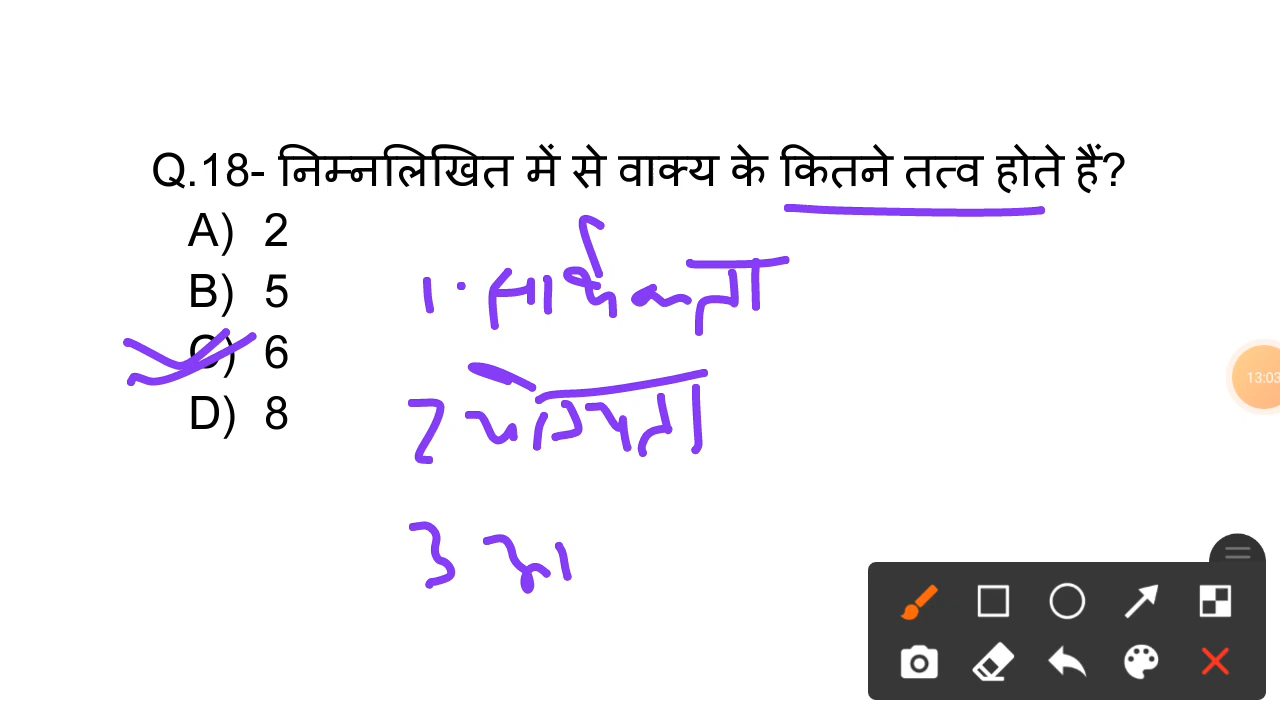 Q.18- निम्नलिखित में से वाक्य के कितने तत्व होते हैं?
A) 2
B) 5
C) 6
D) 8
1. सार्थकता
2 योग्यता
3
13:03